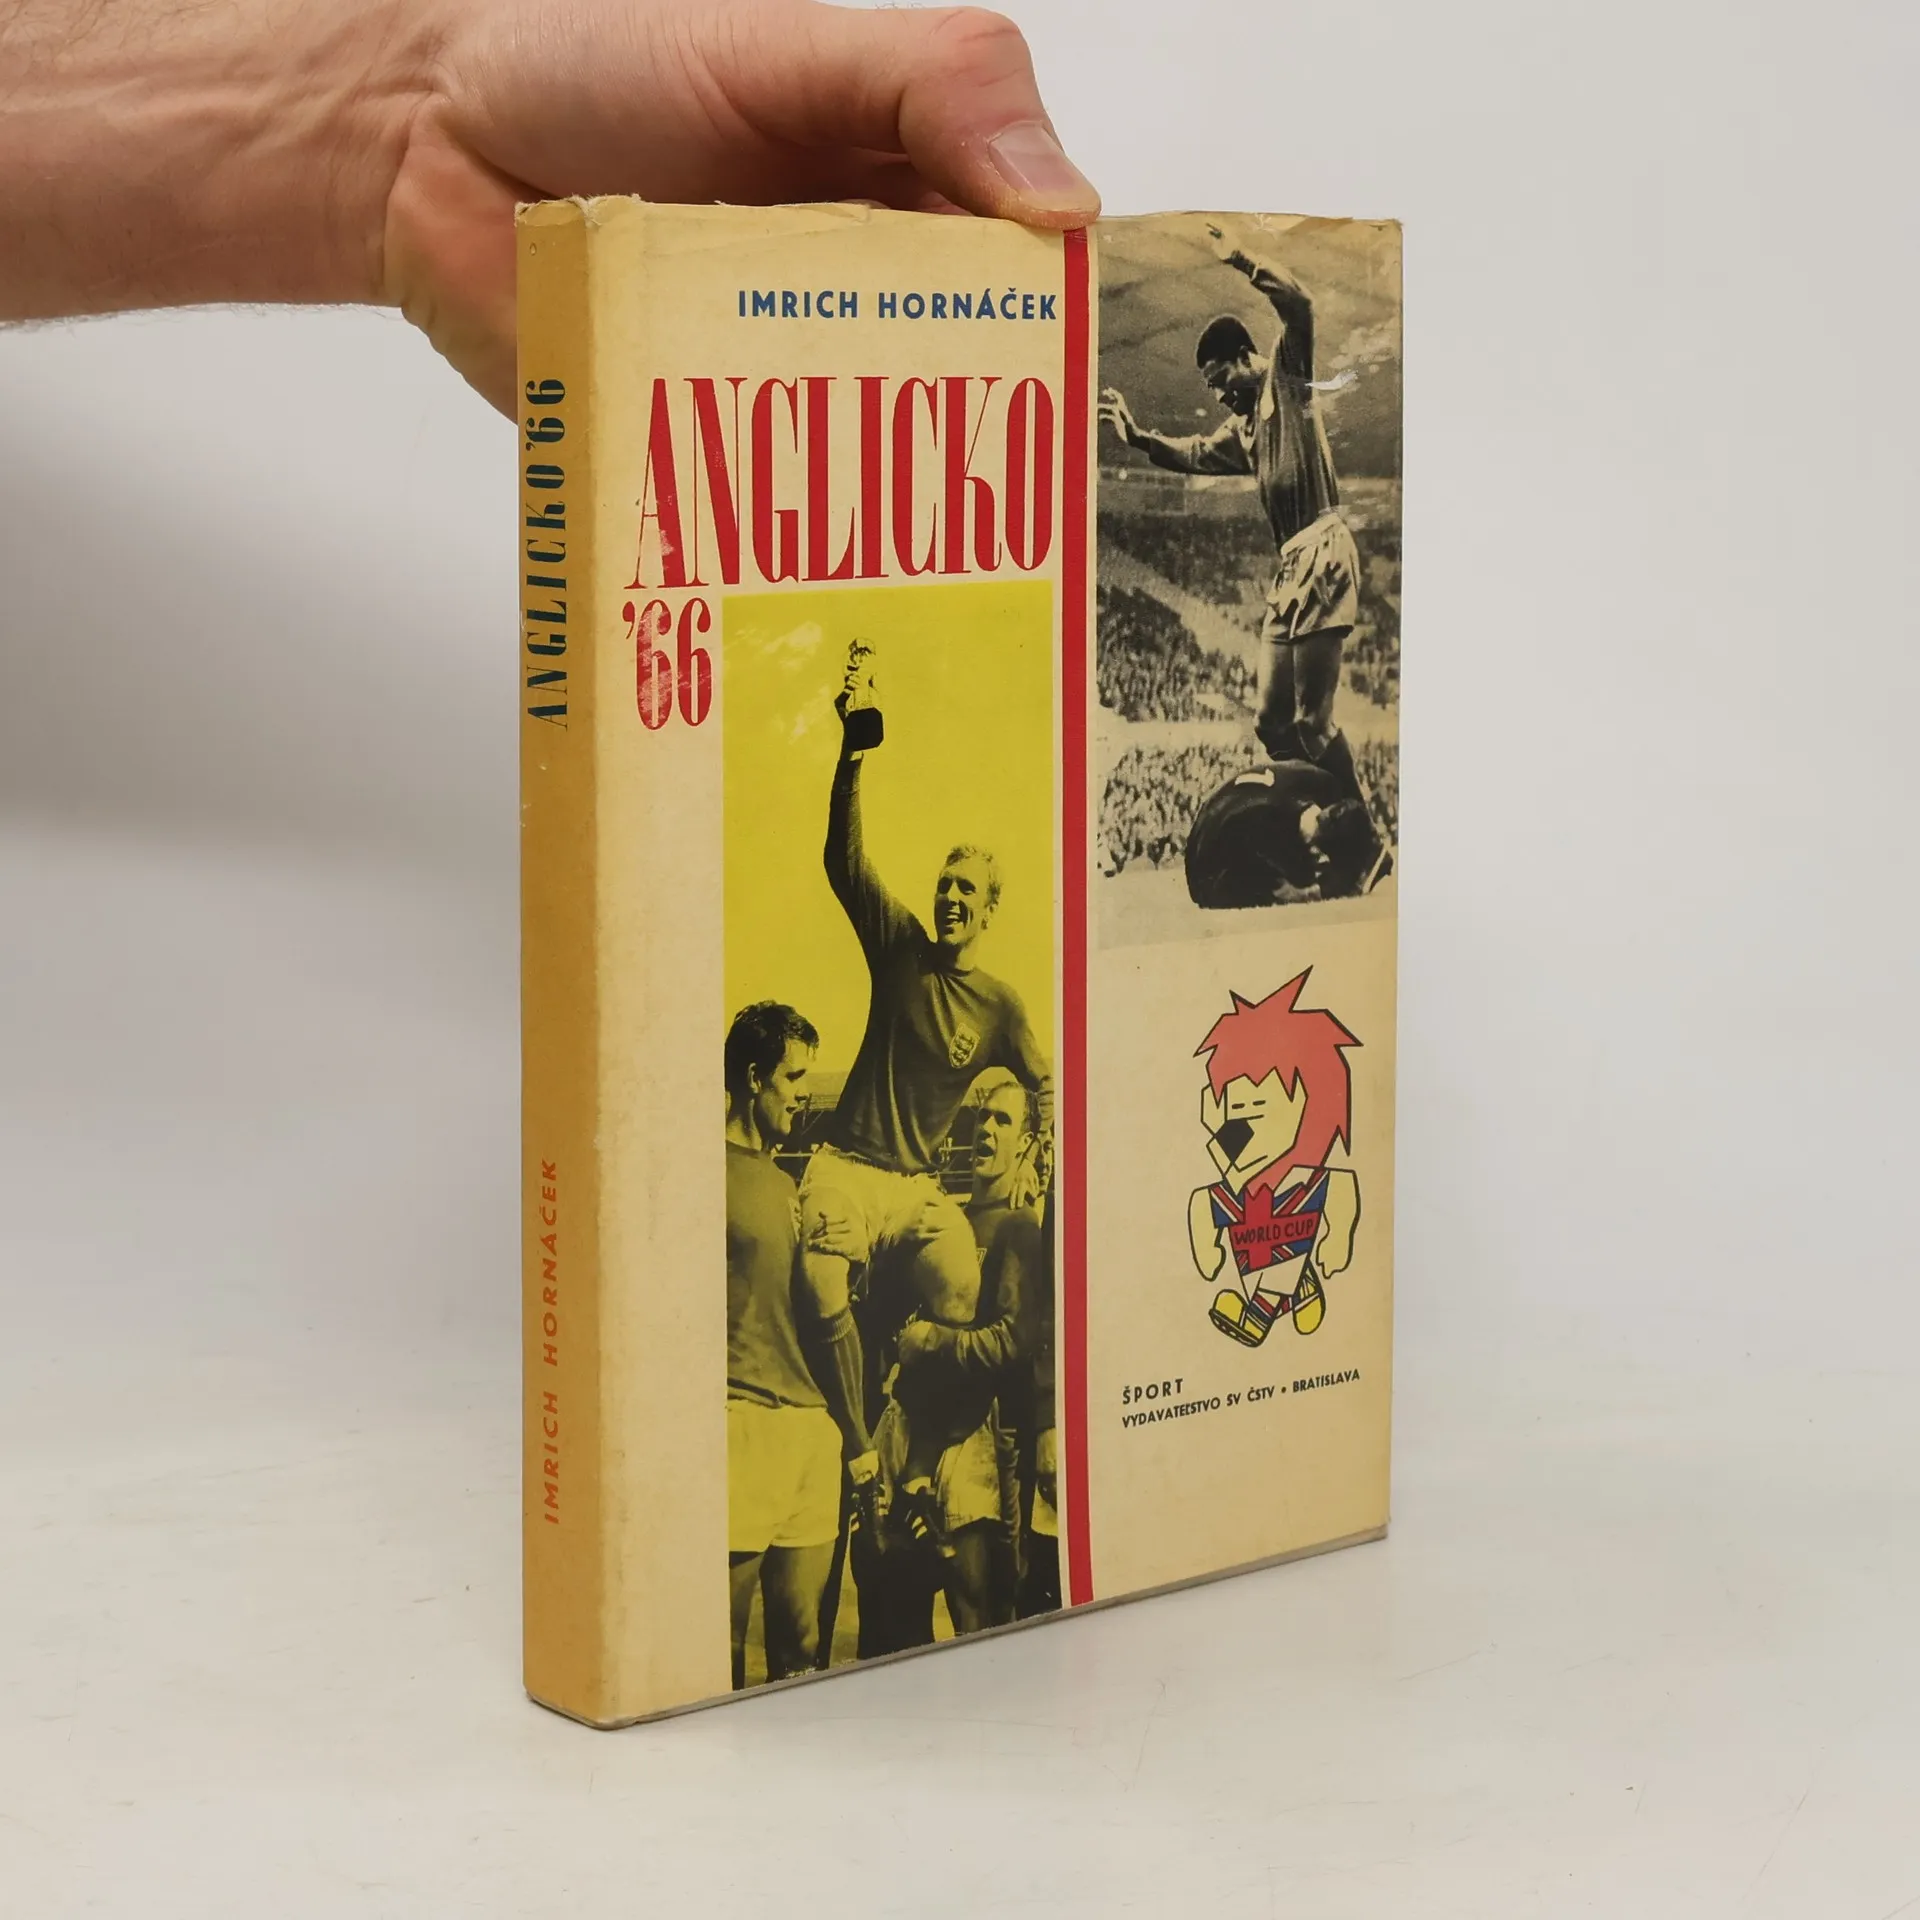 ANGLICKO'66
IMRICH HORNÁČEK
IMRICH HORNÁČEK
ANGLICKO
'66
WORLD CUP
ŠPORT
VYDAVATEĽSTVO SV ČSTV • BRATISLAVA